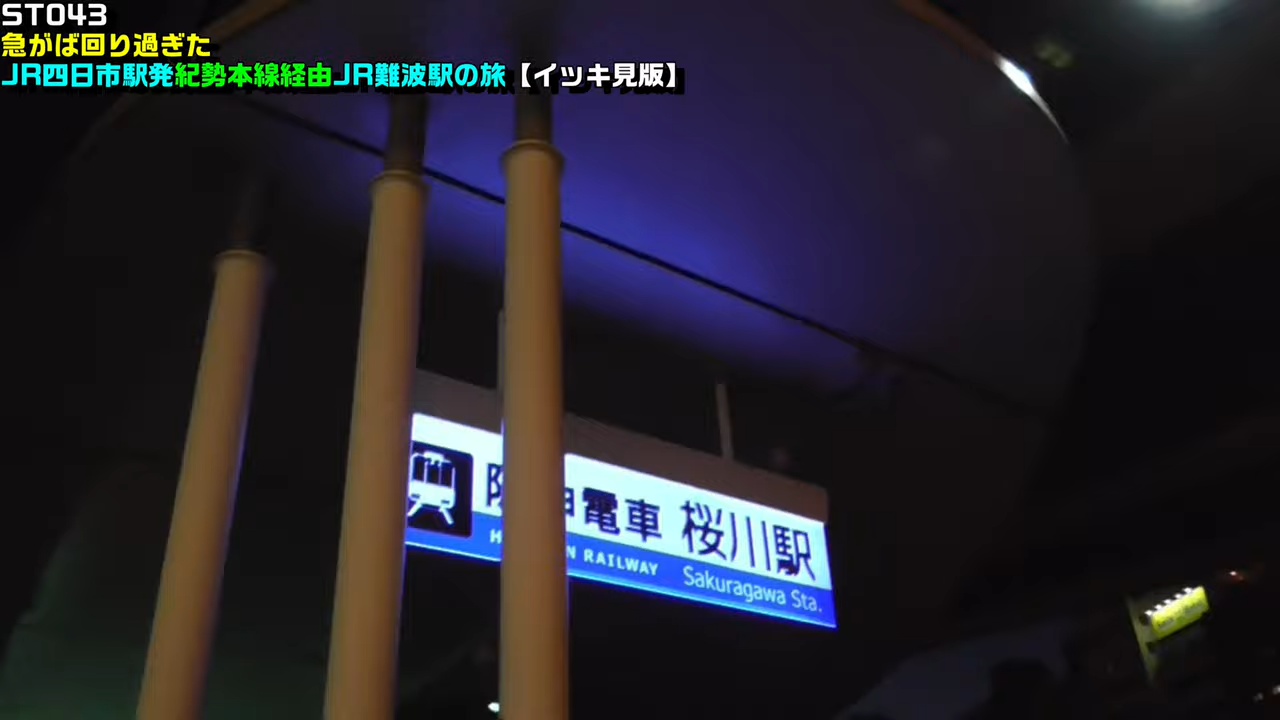 ST043
急がば回り過ぎた
JR四日市駅発紀勢本線経由JR難波駅の旅【イッキ見版】
電車 桜川駅
RAILWAY Sakuragawa Sta.